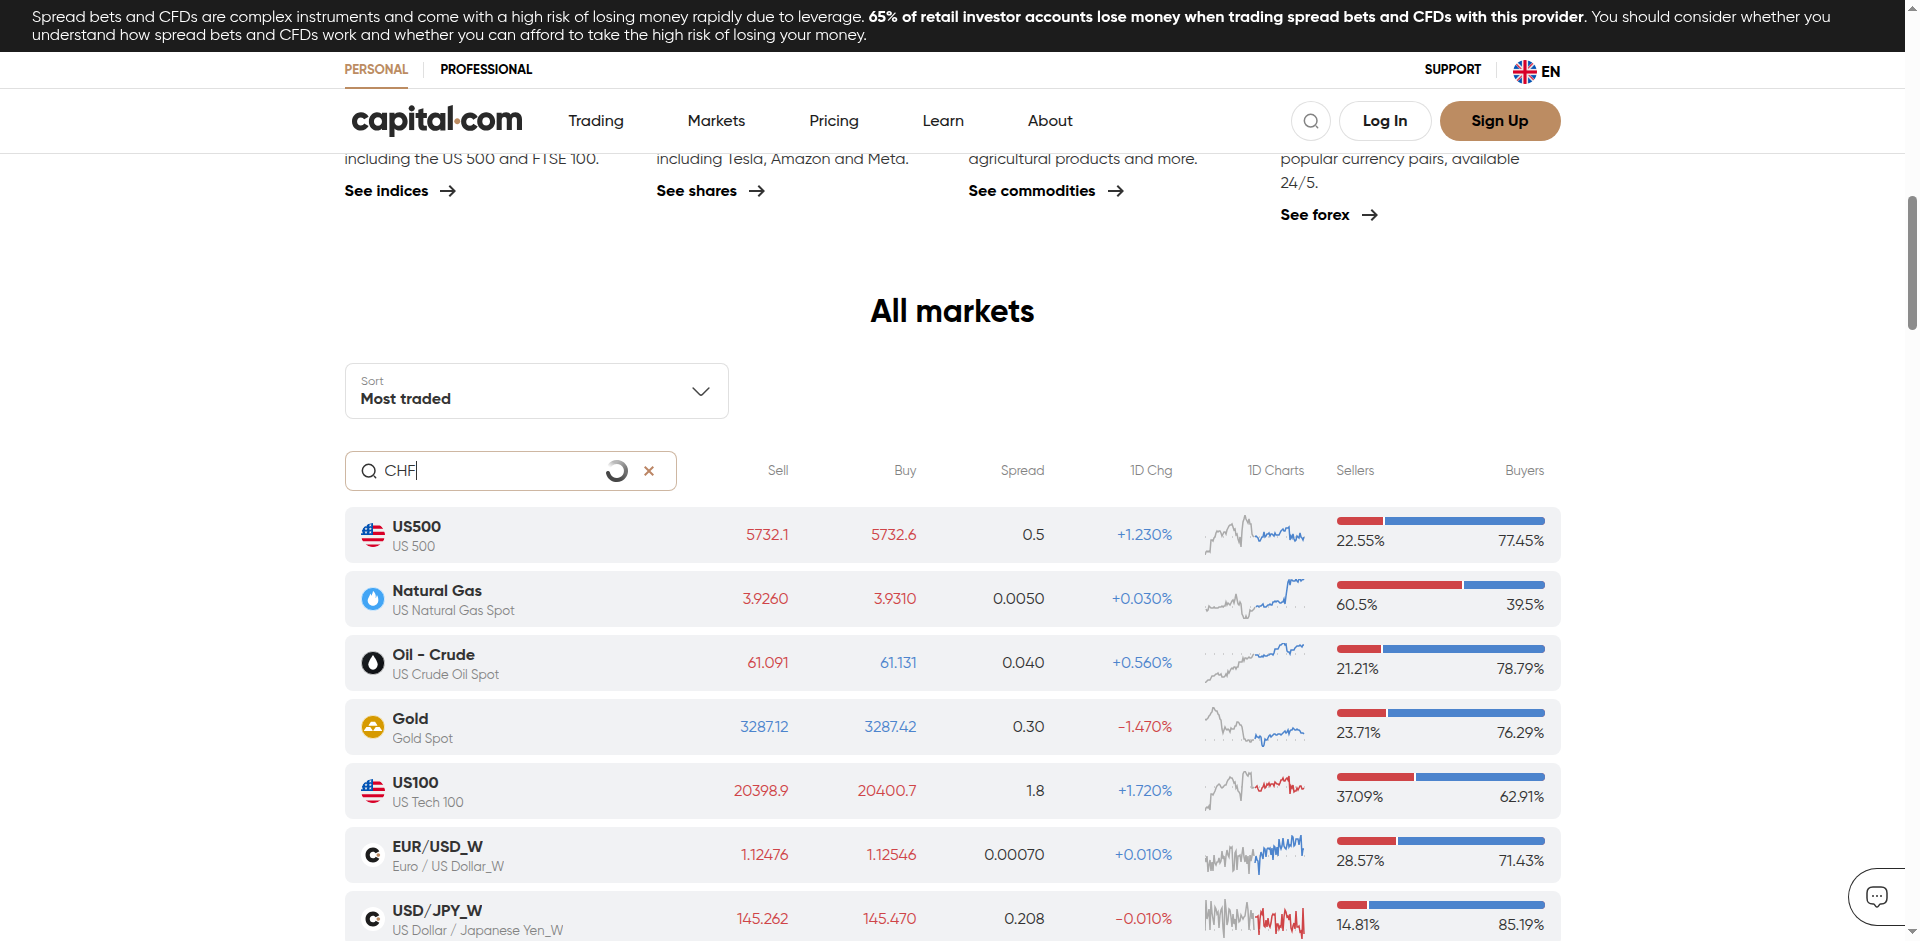 Spread bets and CFDs are complex instruments and come with a high risk of losing money rapidly due to leverage. 65% of retail investor accounts lose money when trading spread bets and CFDs with this provider. You should consider whether you
understand how spread bets and CFDs work and whether you can afford to take the high risk of losing your money.
PERSONAL PROFESSIONAL SUPPORT EN
capital.com Trading Markets Pricing Learn About Log In Sign Up
including the US 500 and FTSE 100. including Tesla, Amazon and Meta. agricultural products and more. popular currency pairs, available
24/5.
See indices See shares See commodities
See forex
All markets
Sort
Most traded
CHF Sell Buy Spread 1D Chg 1D Charts Sellers Buyers
US500 5732.1 5732.6 0.5 +1.230% 22.55% 77.45%
US 500
Natural Gas 3.9260 3.9310 0.0050 +0.030% 60.5% 39.5%
US Natural Gas Spot
Oil - Crude 61.091 61.131 0.040 +0.560% 21.21% 78.79%
US Crude Oil Spot
Gold 3287.12 3287.42 0.30 -1.470% 23.71% 76.29%
Gold Spot
US100 20398.9 20400.7 1.8 +1.720% 37.09% 62.91%
US Tech 100
EUR/USD_W 1.12476 1.12546 0.00070 +0.010% 28.57% 71.43%
Euro / US Dollar_W
USD/JPY_W 145.262 145.470 0.208 -0.010% 14.81% 85.19%
US Dollar / Japanese Yen_W